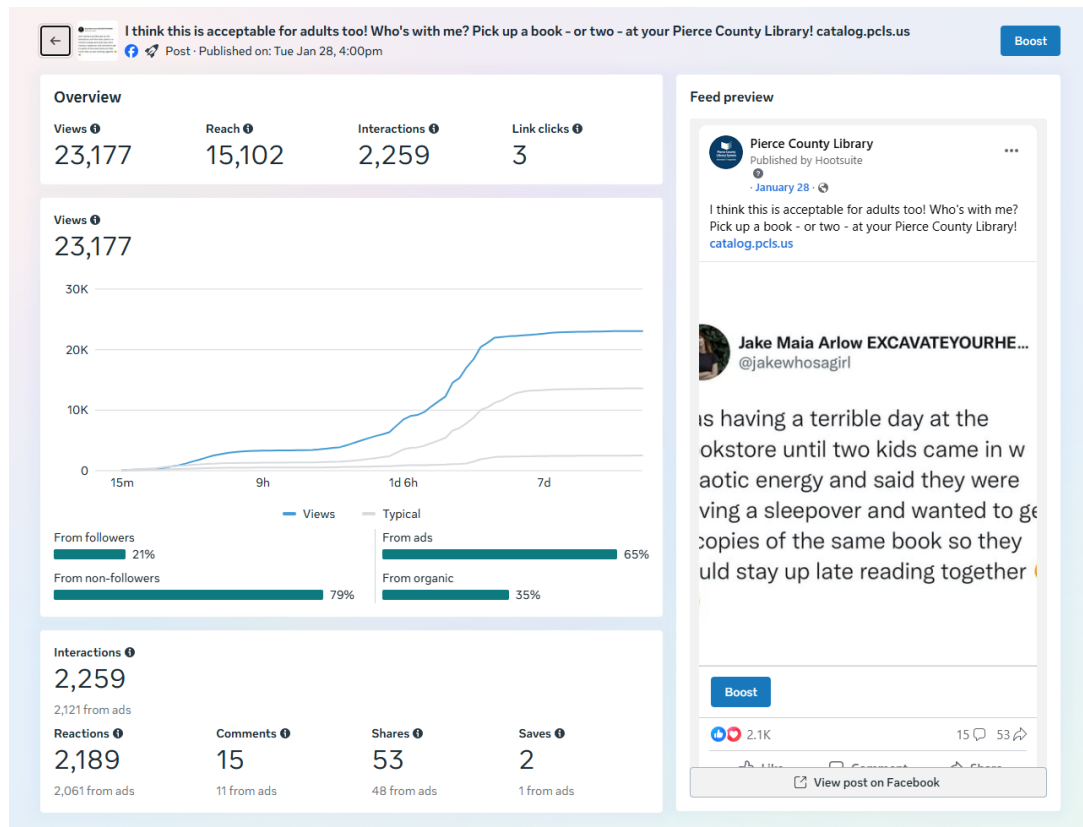 I think this is acceptable for adults too! Who's with me? Pick up a book - or two - at your Pierce County Library! catalog.pcls.us
Post · Published on: Tue Jan 28, 4:00pm
Boost
Overview
Views
Reach
Interactions
Link clicks
23,177
15,102
2,259
3
Views
23,177
30K
20K
10K
0
15m
9h
1d 6h
7d
Views
Typical
From followers
21%
From non-followers
79%
From ads
65%
From organic
35%
Interactions
2,259
2,121 from ads
Reactions
Comments
Shares
Saves
2,189
15
53
2
2,061 from ads
11 from ads
48 from ads
1 from ads
Feed preview
Pierce County Library
Published by Hootsuite
· January 28 ·
I think this is acceptable for adults too! Who's with me?
Pick up a book - or two - at your Pierce County Library!
catalog.pcls.us
Jake Maia Arlow EXCAVATEYOURHE...
@jakewhosagirl
as having a terrible day at the
okstore until two kids came in w
aotic energy and said they were
ving a sleepover and wanted to ge
copies of the same book so they
uld stay up late reading together
Boost
2.1K
15
53
Like
Comment
Share
View post on Facebook